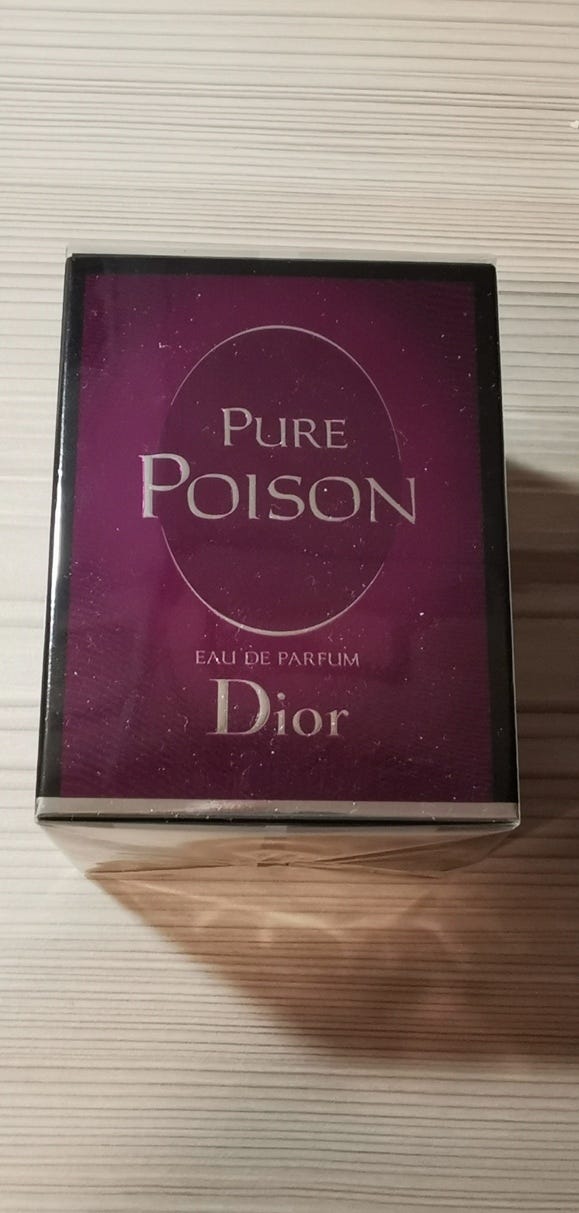 PURE
POISON
EAU DE PARFUM
Dior